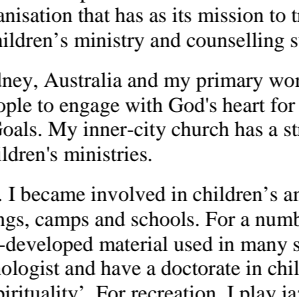 anisation that has as its mission to t
ildren’s ministry and counselling s
ney, Australia and my primary wor
ople to engage with God's heart for
Goals. My inner-city church has a st
ildren's ministries.
. I became involved in children’s an
ngs, camps and schools. For a numb
-developed material used in many s
ologist and have a doctorate in chil
pirituality’. For recreation, I play ja